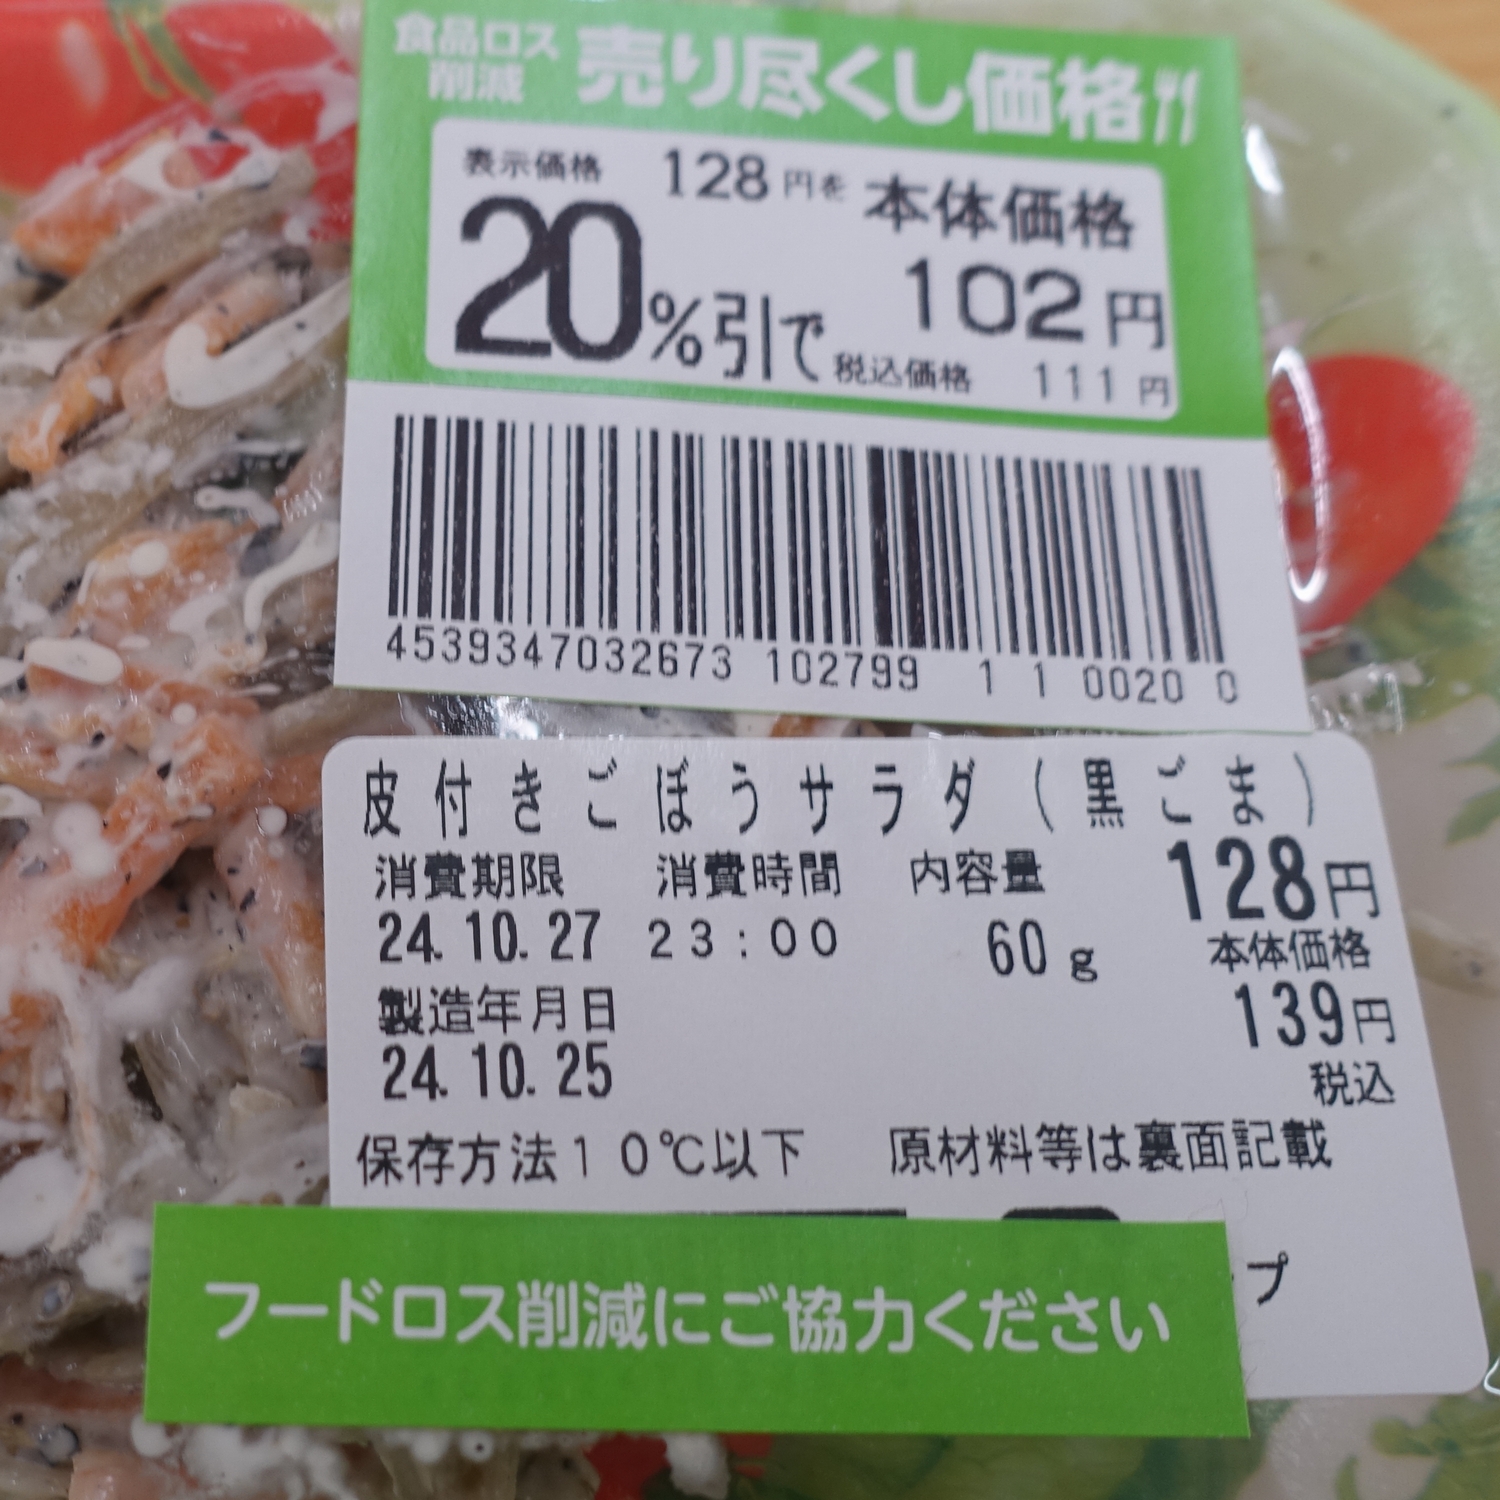 食品ロス削減 売り尽くし価格
表示価格 128円を 本体価格
20%引で 102円
税込価格 111円
4539347032673 102799 1 1 0020 0
皮付きごぼうサラダ(黒ごま)
消費期限 消費時間 内容量 128円
24.10.27 23:00 60g 本体価格
製造年月日 139円
24.10.25 税込
保存方法10℃以下 原材料等は裏面記載
プ
フードロス削減にご協力ください